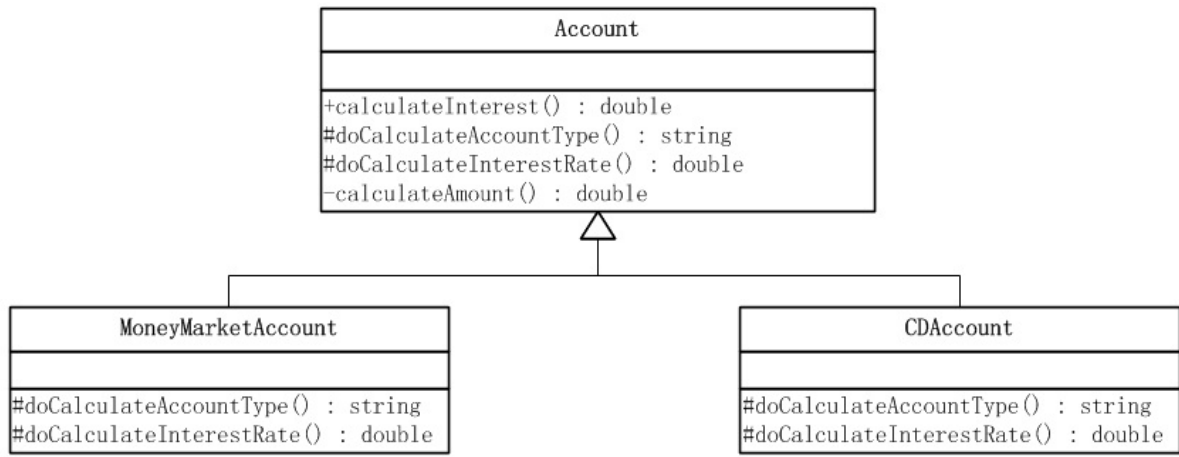 Account
+calculateInterest() : double
#doCalculateAccountType() : string
#doCalculateInterestRate() : double
-calculateAmount() : double
MoneyMarketAccount
#doCalculateAccountType() : string
#doCalculateInterestRate() : double
CDAccount
#doCalculateAccountType() : string
#doCalculateInterestRate() : double